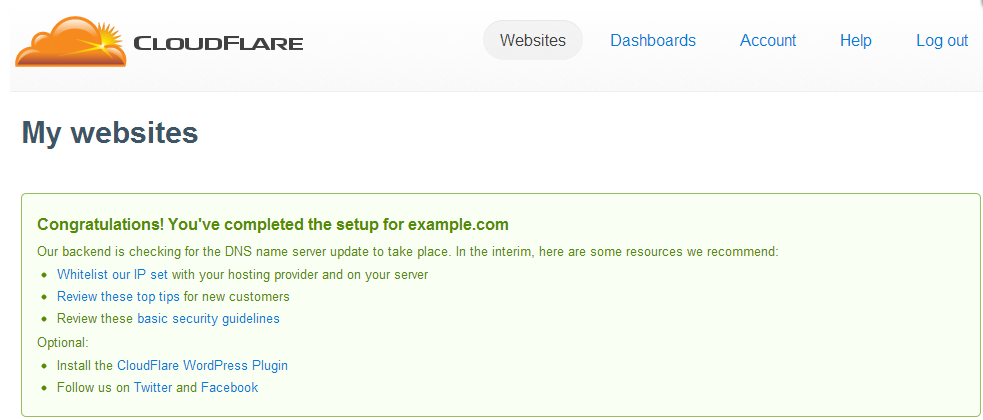 CLOUDFLARE
Websites Dashboards Account Help Log out
My websites
Congratulations! You've completed the setup for example.com
Our backend is checking for the DNS name server update to take place. In the interim, here are some resources we recommend:
• Whitelist our IP set with your hosting provider and on your server
• Review these top tips for new customers
• Review these basic security guidelines
Optional:
• Install the CloudFlare WordPress Plugin
• Follow us on Twitter and Facebook